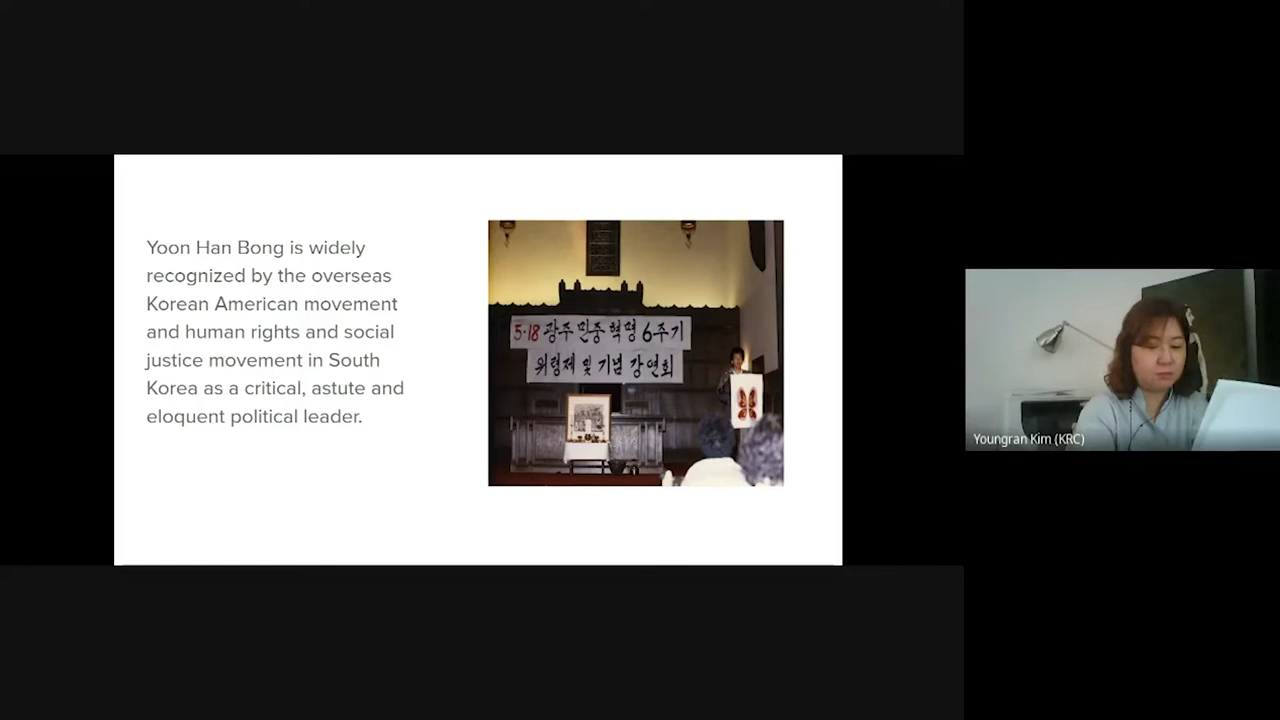 Yoon Han Bong is widely
recognized by the overseas
Korean American movement
and human rights and social
justice movement in South
Korea as a critical, astute and
eloquent political leader.
5·18 광주 민중 혁명 6주기
위령제 및 기념 강연회
Youngran Kim (KRC)